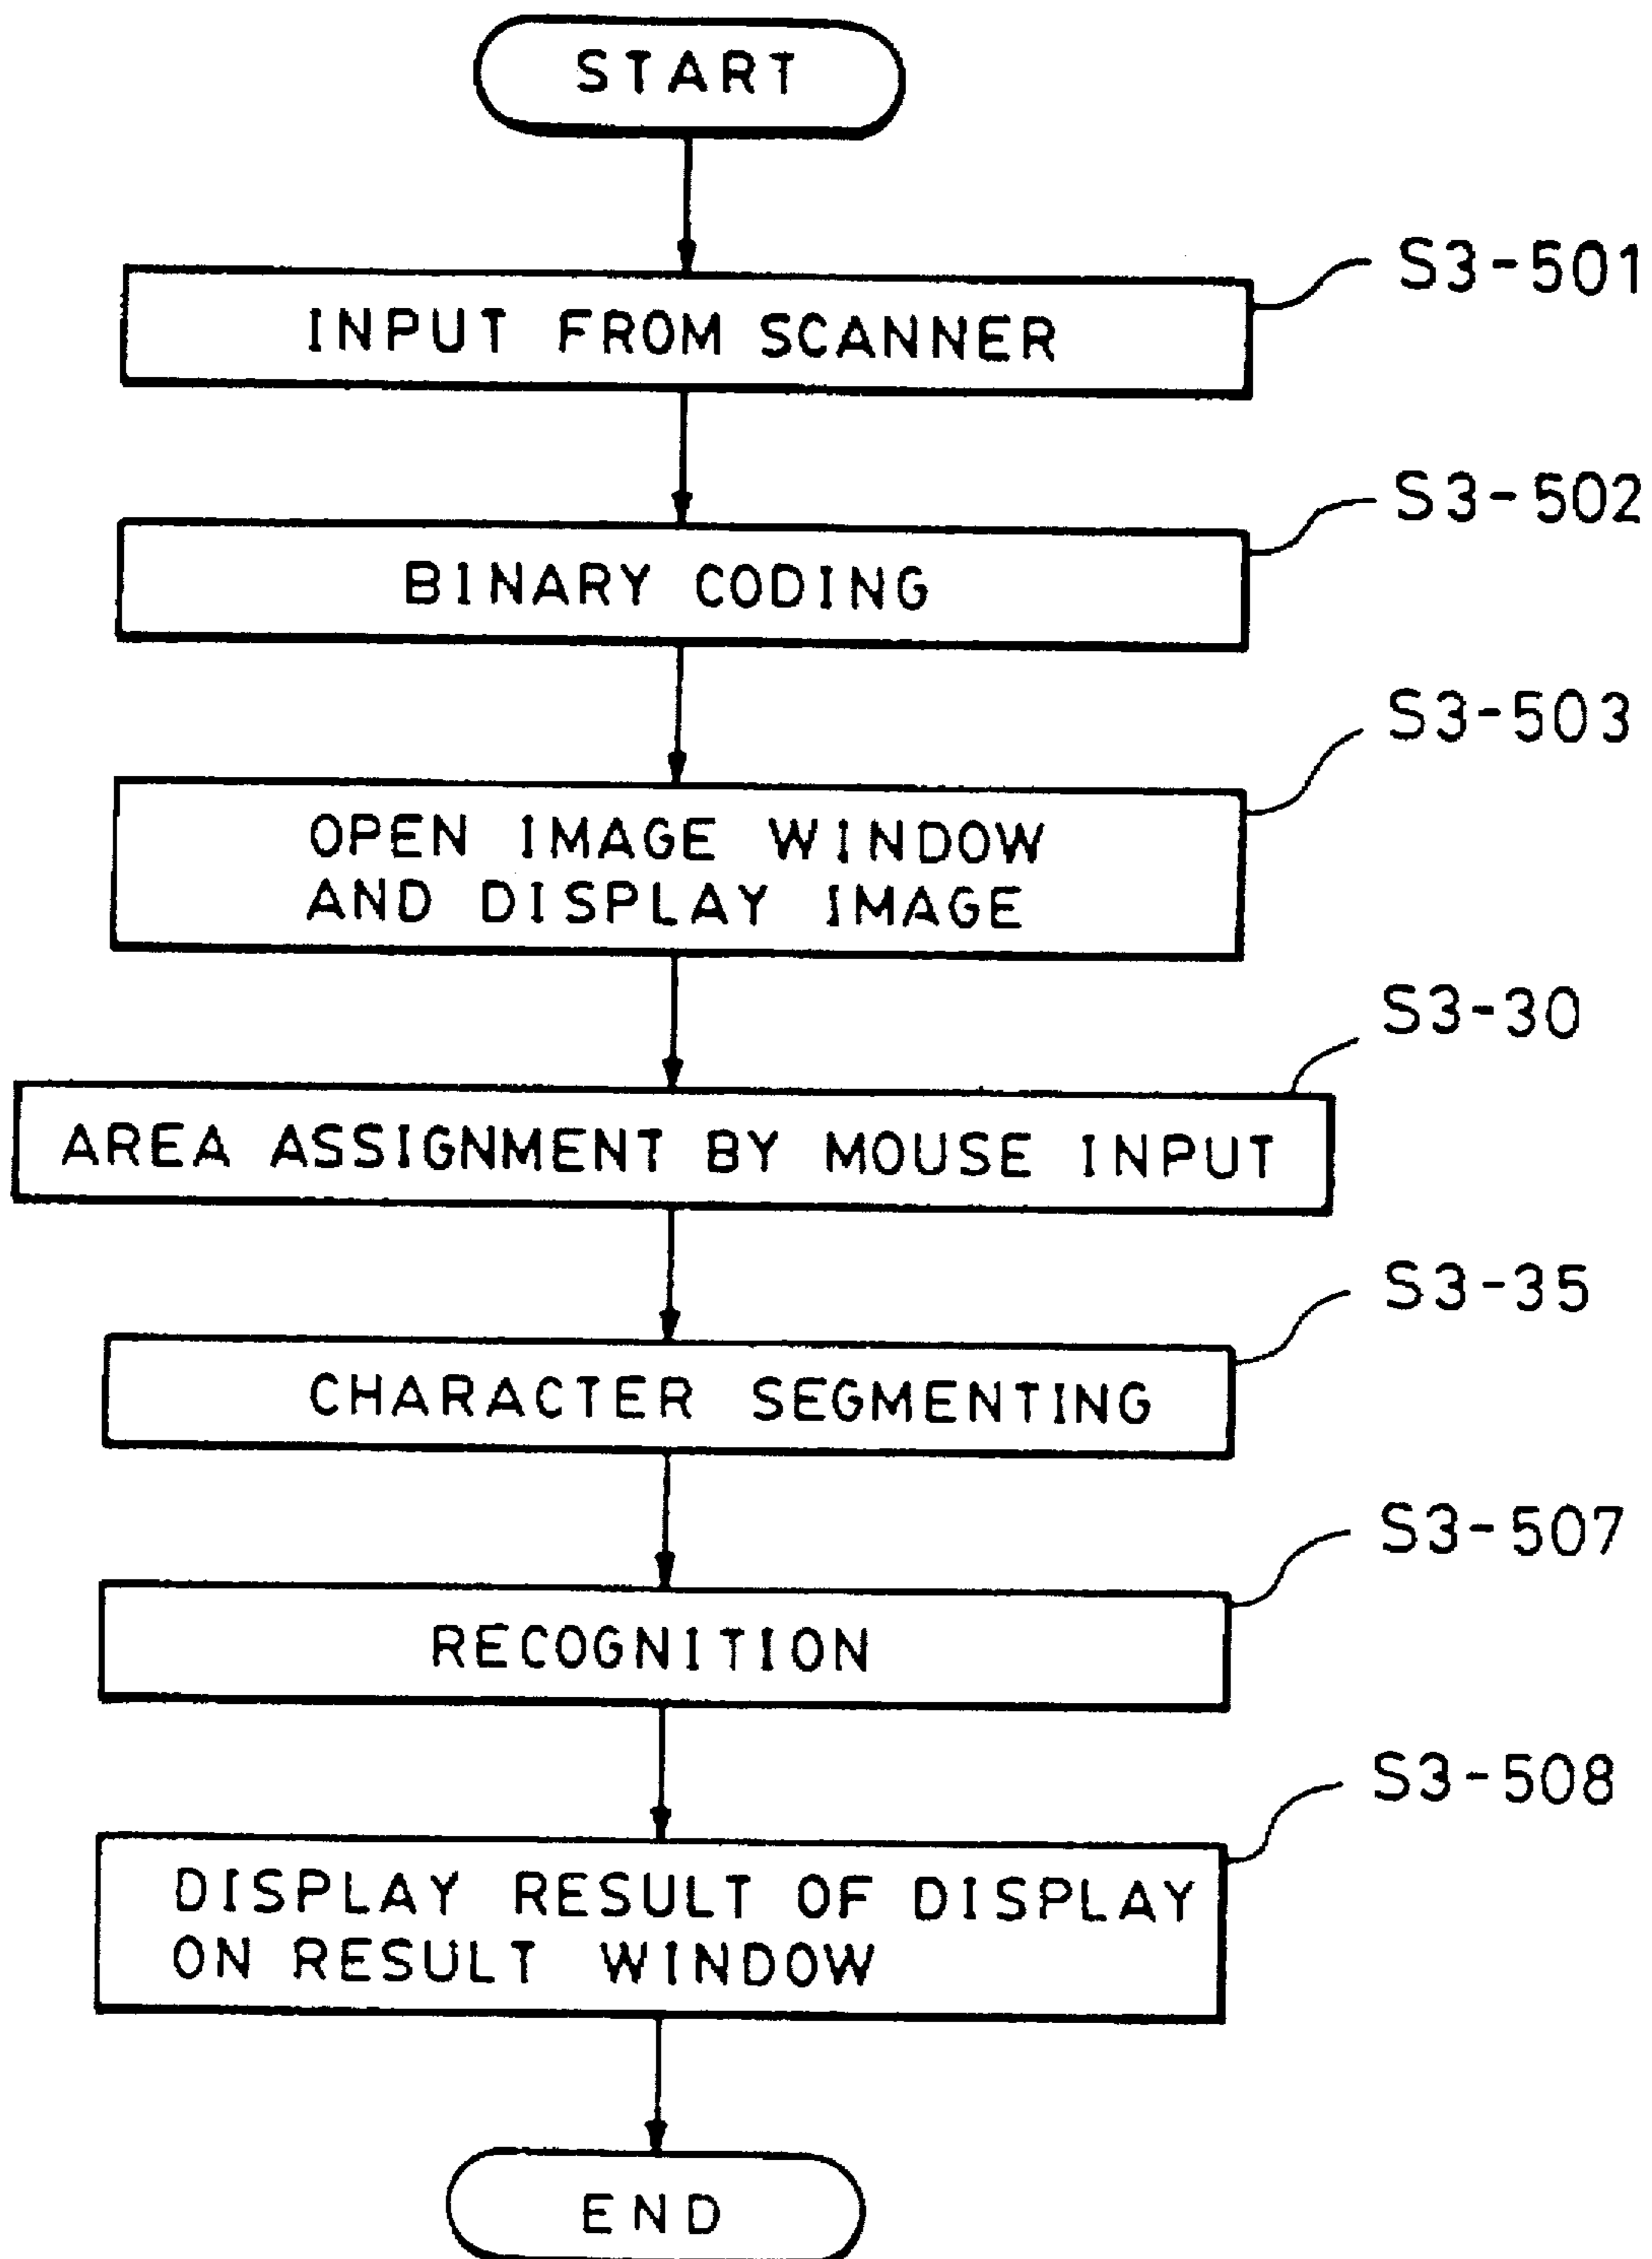 START
S3-501
INPUT FROM SCANNER
S3-502
BINARY CODING
S3-503
OPEN IMAGE WINDOW
AND DISPLAY IMAGE
S3-30
AREA ASSIGNMENT BY MOUSE INPUT
S3-35
CHARACTER SEGMENTING
S3-507
RECOGNITION
S3-508
DISPLAY RESULT OF DISPLAY
ON RESULT WINDOW
END